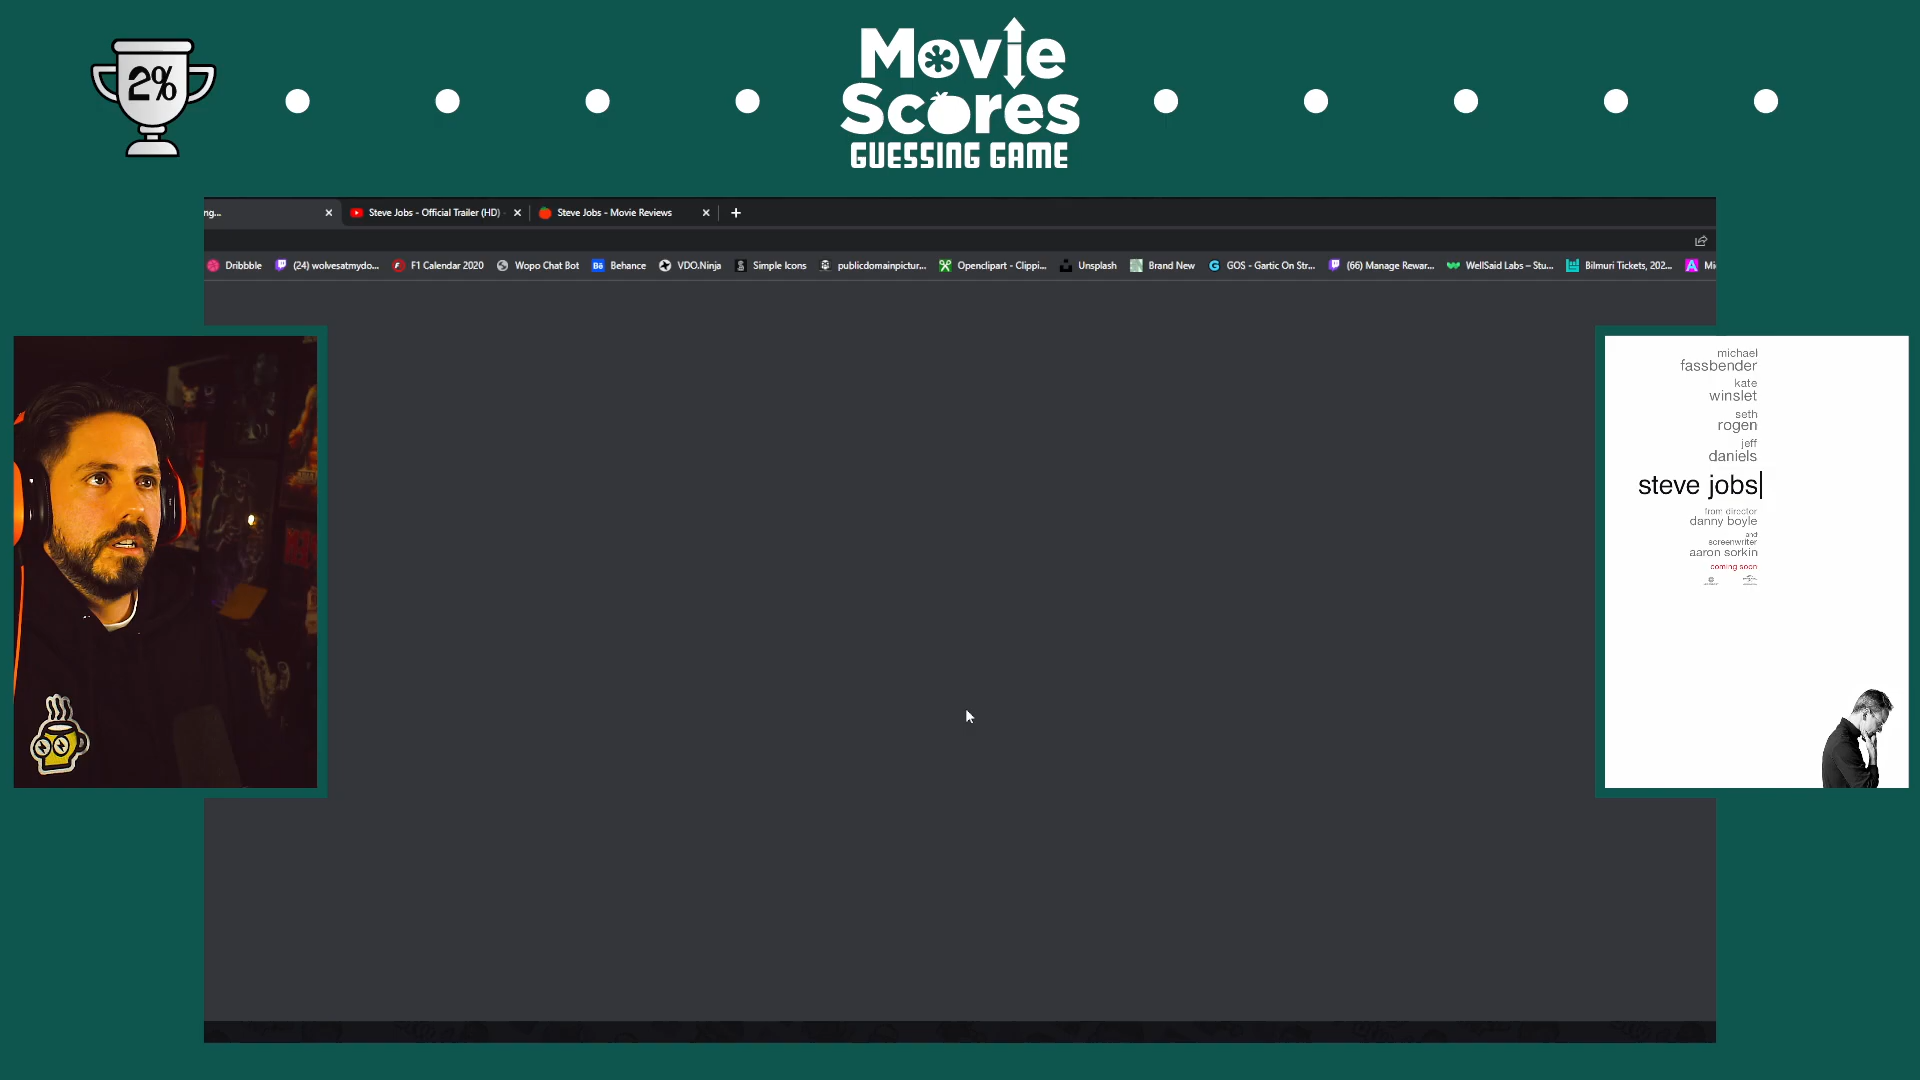 2%
Movie
Scores
GUESSING GAME
ng...
Steve Jobs - Official Trailer (HD)
Steve Jobs - Movie Reviews
Dribbble
(24) wolvesatmydo...
F1 Calendar 2020
Wopo Chat Bot
Bē
Behance
VDO.Ninja
Simple Icons
publicdomainpictur...
Openclipart - Clippi...
Unsplash
Brand New
GOS - Gartic On Str...
(66) Manage Rewar...
WellSaid Labs – Stu...
Bilmuri Tickets, 202...
Mi
michael
fassbender
kate
winslet
seth
rogen
jeff
daniels
steve jobs
from director
danny boyle
and
screenwriter
aaron sorkin
coming soon